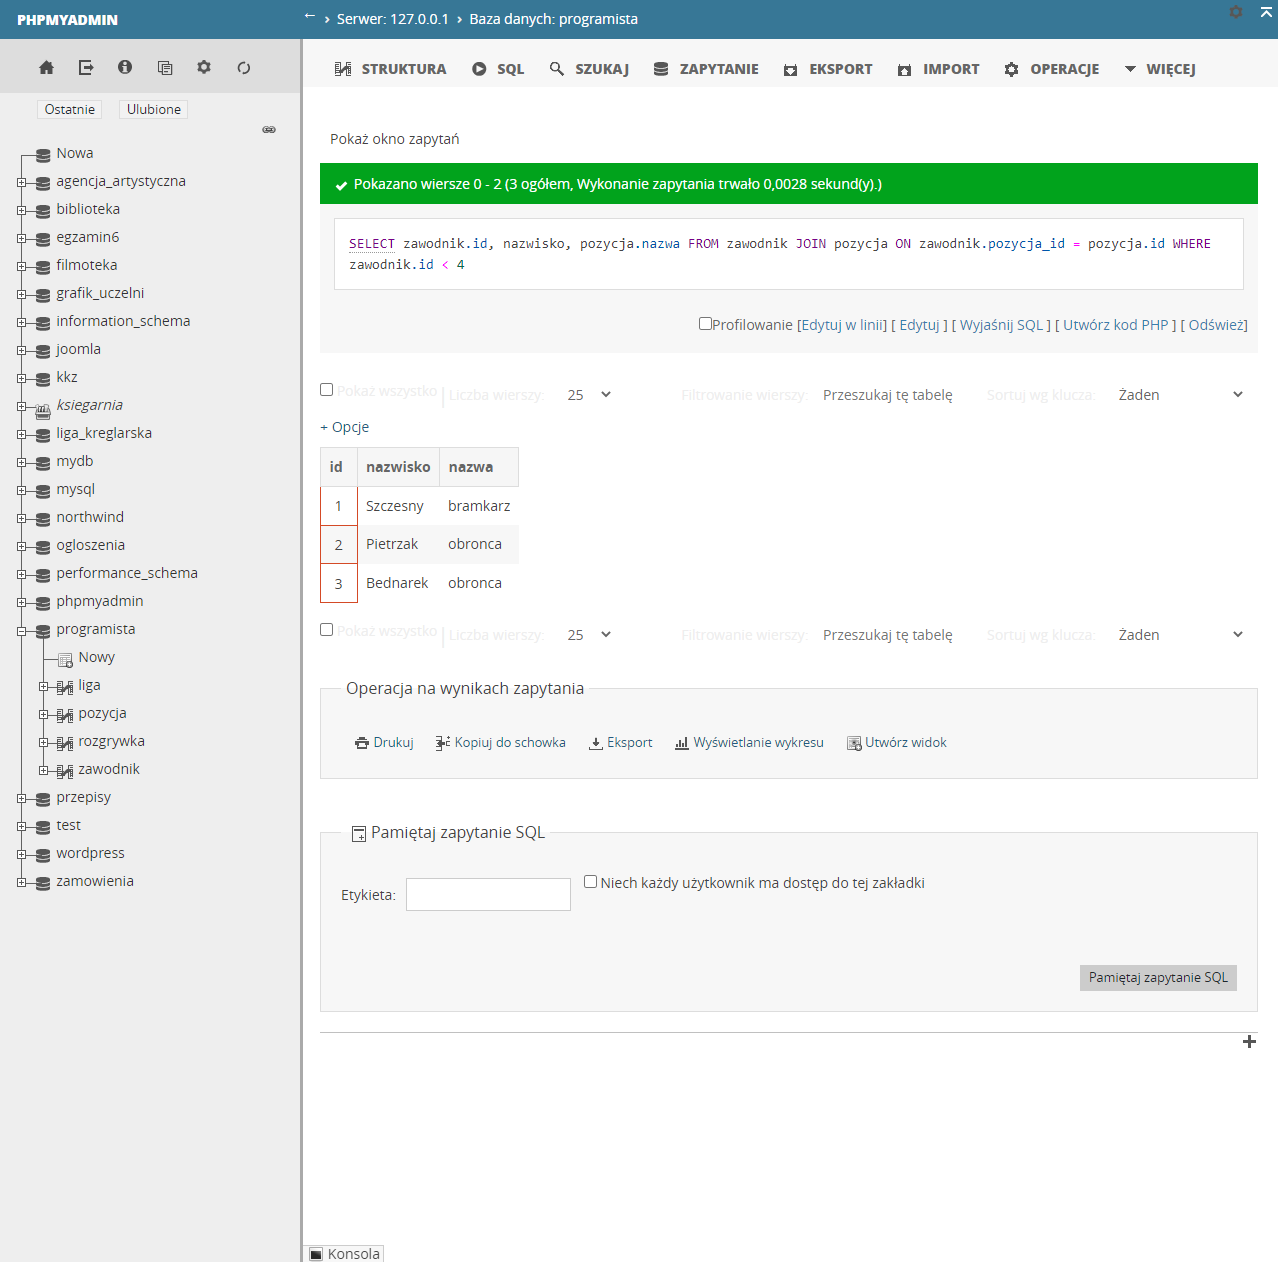 PHPMYADMIN
← › Serwer: 127.0.0.1 › Baza danych: programista
STRUKTURA SQL SZUKAJ ZAPYTANIE EKSPORT IMPORT OPERACJE WIĘCEJ
Ostatnie Ulubione
Nowa
agencja_artystyczna
biblioteka
egzamin6
filmoteka
grafik_uczelni
information_schema
joomla
kkz
ksiegarnia
liga_kreglarska
mydb
mysql
northwind
ogloszenia
performance_schema
phpmyadmin
programista
Nowy
liga
pozycja
rozgrywka
zawodnik
przepisy
test
wordpress
zamowienia
Pokaż okno zapytań
Pokazano wiersze 0 - 2 (3 ogółem, Wykonanie zapytania trwało 0,0028 sekund(y).)
SELECT zawodnik.id, nazwisko, pozycja.nazwa FROM zawodnik JOIN pozycja ON zawodnik.pozycja_id = pozycja.id WHERE
zawodnik.id < 4
Profilowanie [Edytuj w linii] [ Edytuj ] [ Wyjaśnij SQL ] [ Utwórz kod PHP ] [ Odśwież]
Pokaż wszystko | Liczba wierszy: 25 Filtrowanie wierszy: Przeszukaj tę tabelę Sortuj wg klucza: Żaden
+ Opcje
id nazwisko nazwa
1 Szczesny bramkarz
2 Pietrzak obronca
3 Bednarek obronca
Pokaż wszystko | Liczba wierszy: 25 Filtrowanie wierszy: Przeszukaj tę tabelę Sortuj wg klucza: Żaden
Operacja na wynikach zapytania
Drukuj Kopiuj do schowka Eksport Wyświetlanie wykresu Utwórz widok
Pamiętaj zapytanie SQL
Etykieta: Niech każdy użytkownik ma dostęp do tej zakładki
Pamiętaj zapytanie SQL
Konsola